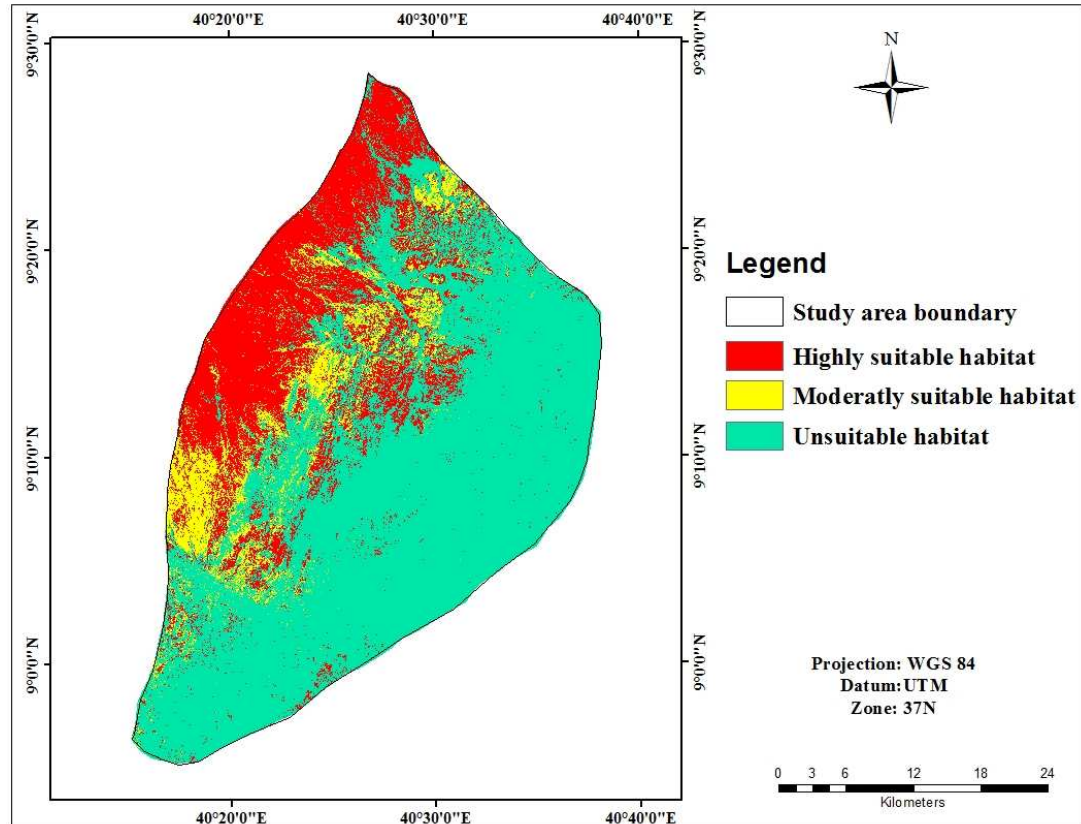 40°20'0"E 40°30'0"E 40°40'0"E
9°30'0"N 9°30'0"N
N
9°20'0"N 9°20'0"N
Legend
Study area boundary
Highly suitable habitat
Moderatly suitable habitat
Unsuitable habitat
9°10'0"N 9°10'0"N
9°0'0"N 9°0'0"N
Projection: WGS 84
Datum:UTM
Zone: 37N
0 3 6 12 18 24
Kilometers
40°20'0"E 40°30'0"E 40°40'0"E